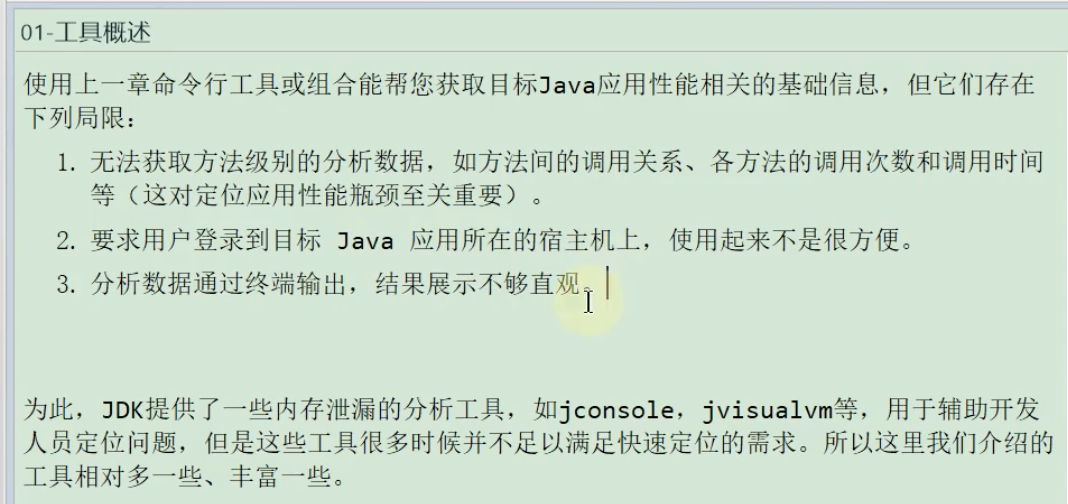 01-工具概述
使用上一章命令行工具或组合能帮您获取目标Java应用性能相关的基础信息，但它们存在
下列局限：
1. 无法获取方法级别的分析数据，如方法间的调用关系、各方法的调用次数和调用时间
等（这对定位应用性能瓶颈至关重要）。
2. 要求用户登录到目标 Java 应用所在的宿主机上，使用起来不是很方便。
3. 分析数据通过终端输出，结果展示不够直观。
为此，JDK提供了一些内存泄漏的分析工具，如jconsole，jvisualvm等，用于辅助开发
人员定位问题，但是这些工具很多时候并不足以满足快速定位的需求。所以这里我们介绍的
工具相对多一些、丰富一些。